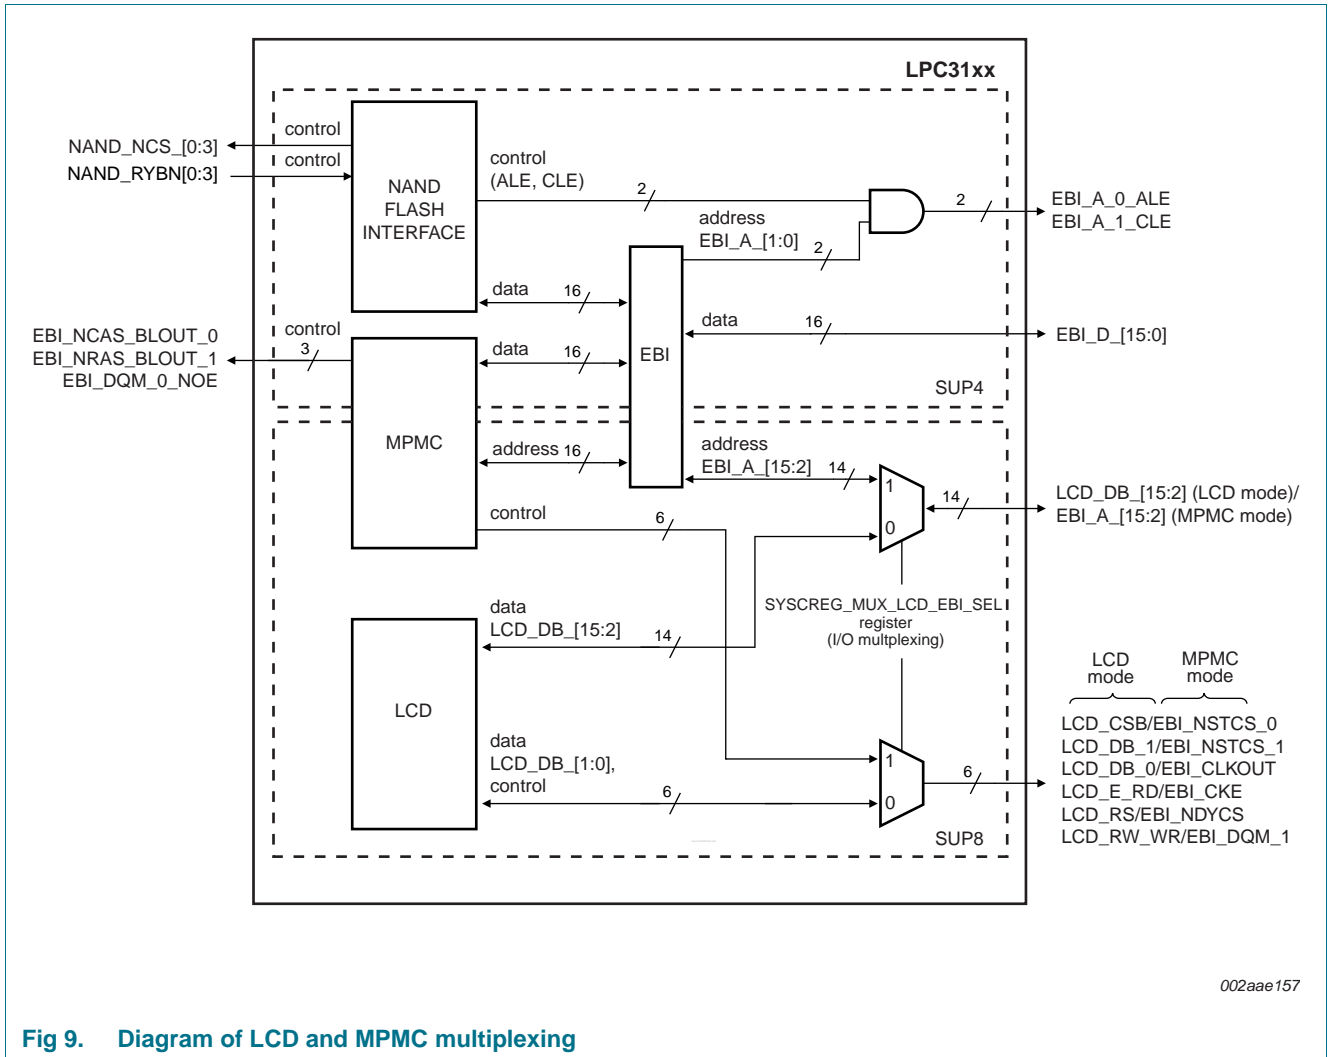 LPC31xx
NAND_NCS_[0:3]
control
NAND_RYBN[0:3]
control
NAND
FLASH
INTERFACE
control
(ALE, CLE)
2
address
EBI_A_[1:0]
2
2
EBI_A_0_ALE
EBI_A_1_CLE
data
16
EBI_NCAS_BLOUT_0
EBI_NRAS_BLOUT_1
EBI_DQM_0_NOE
control
3
data
16
EBI
data
16
EBI_D_[15:0]
SUP4
MPMC
address
16
address
EBI_A_[15:2]
14
1
0
14
LCD_DB_[15:2] (LCD mode)/
EBI_A_[15:2] (MPMC mode)
control
6
SYSCREG_MUX_LCD_EBI_SEL
register
(I/O multplexing)
data
LCD_DB_[15:2]
14
LCD
data
LCD_DB_[1:0],
control
6
1
0
6
LCD
mode
MPMC
mode
LCD_CSB/EBI_NSTCS_0
LCD_DB_1/EBI_NSTCS_1
LCD_DB_0/EBI_CLKOUT
LCD_E_RD/EBI_CKE
LCD_RS/EBI_NDYCS
LCD_RW_WR/EBI_DQM_1
SUP8
002aae157
Fig 9. Diagram of LCD and MPMC multiplexing